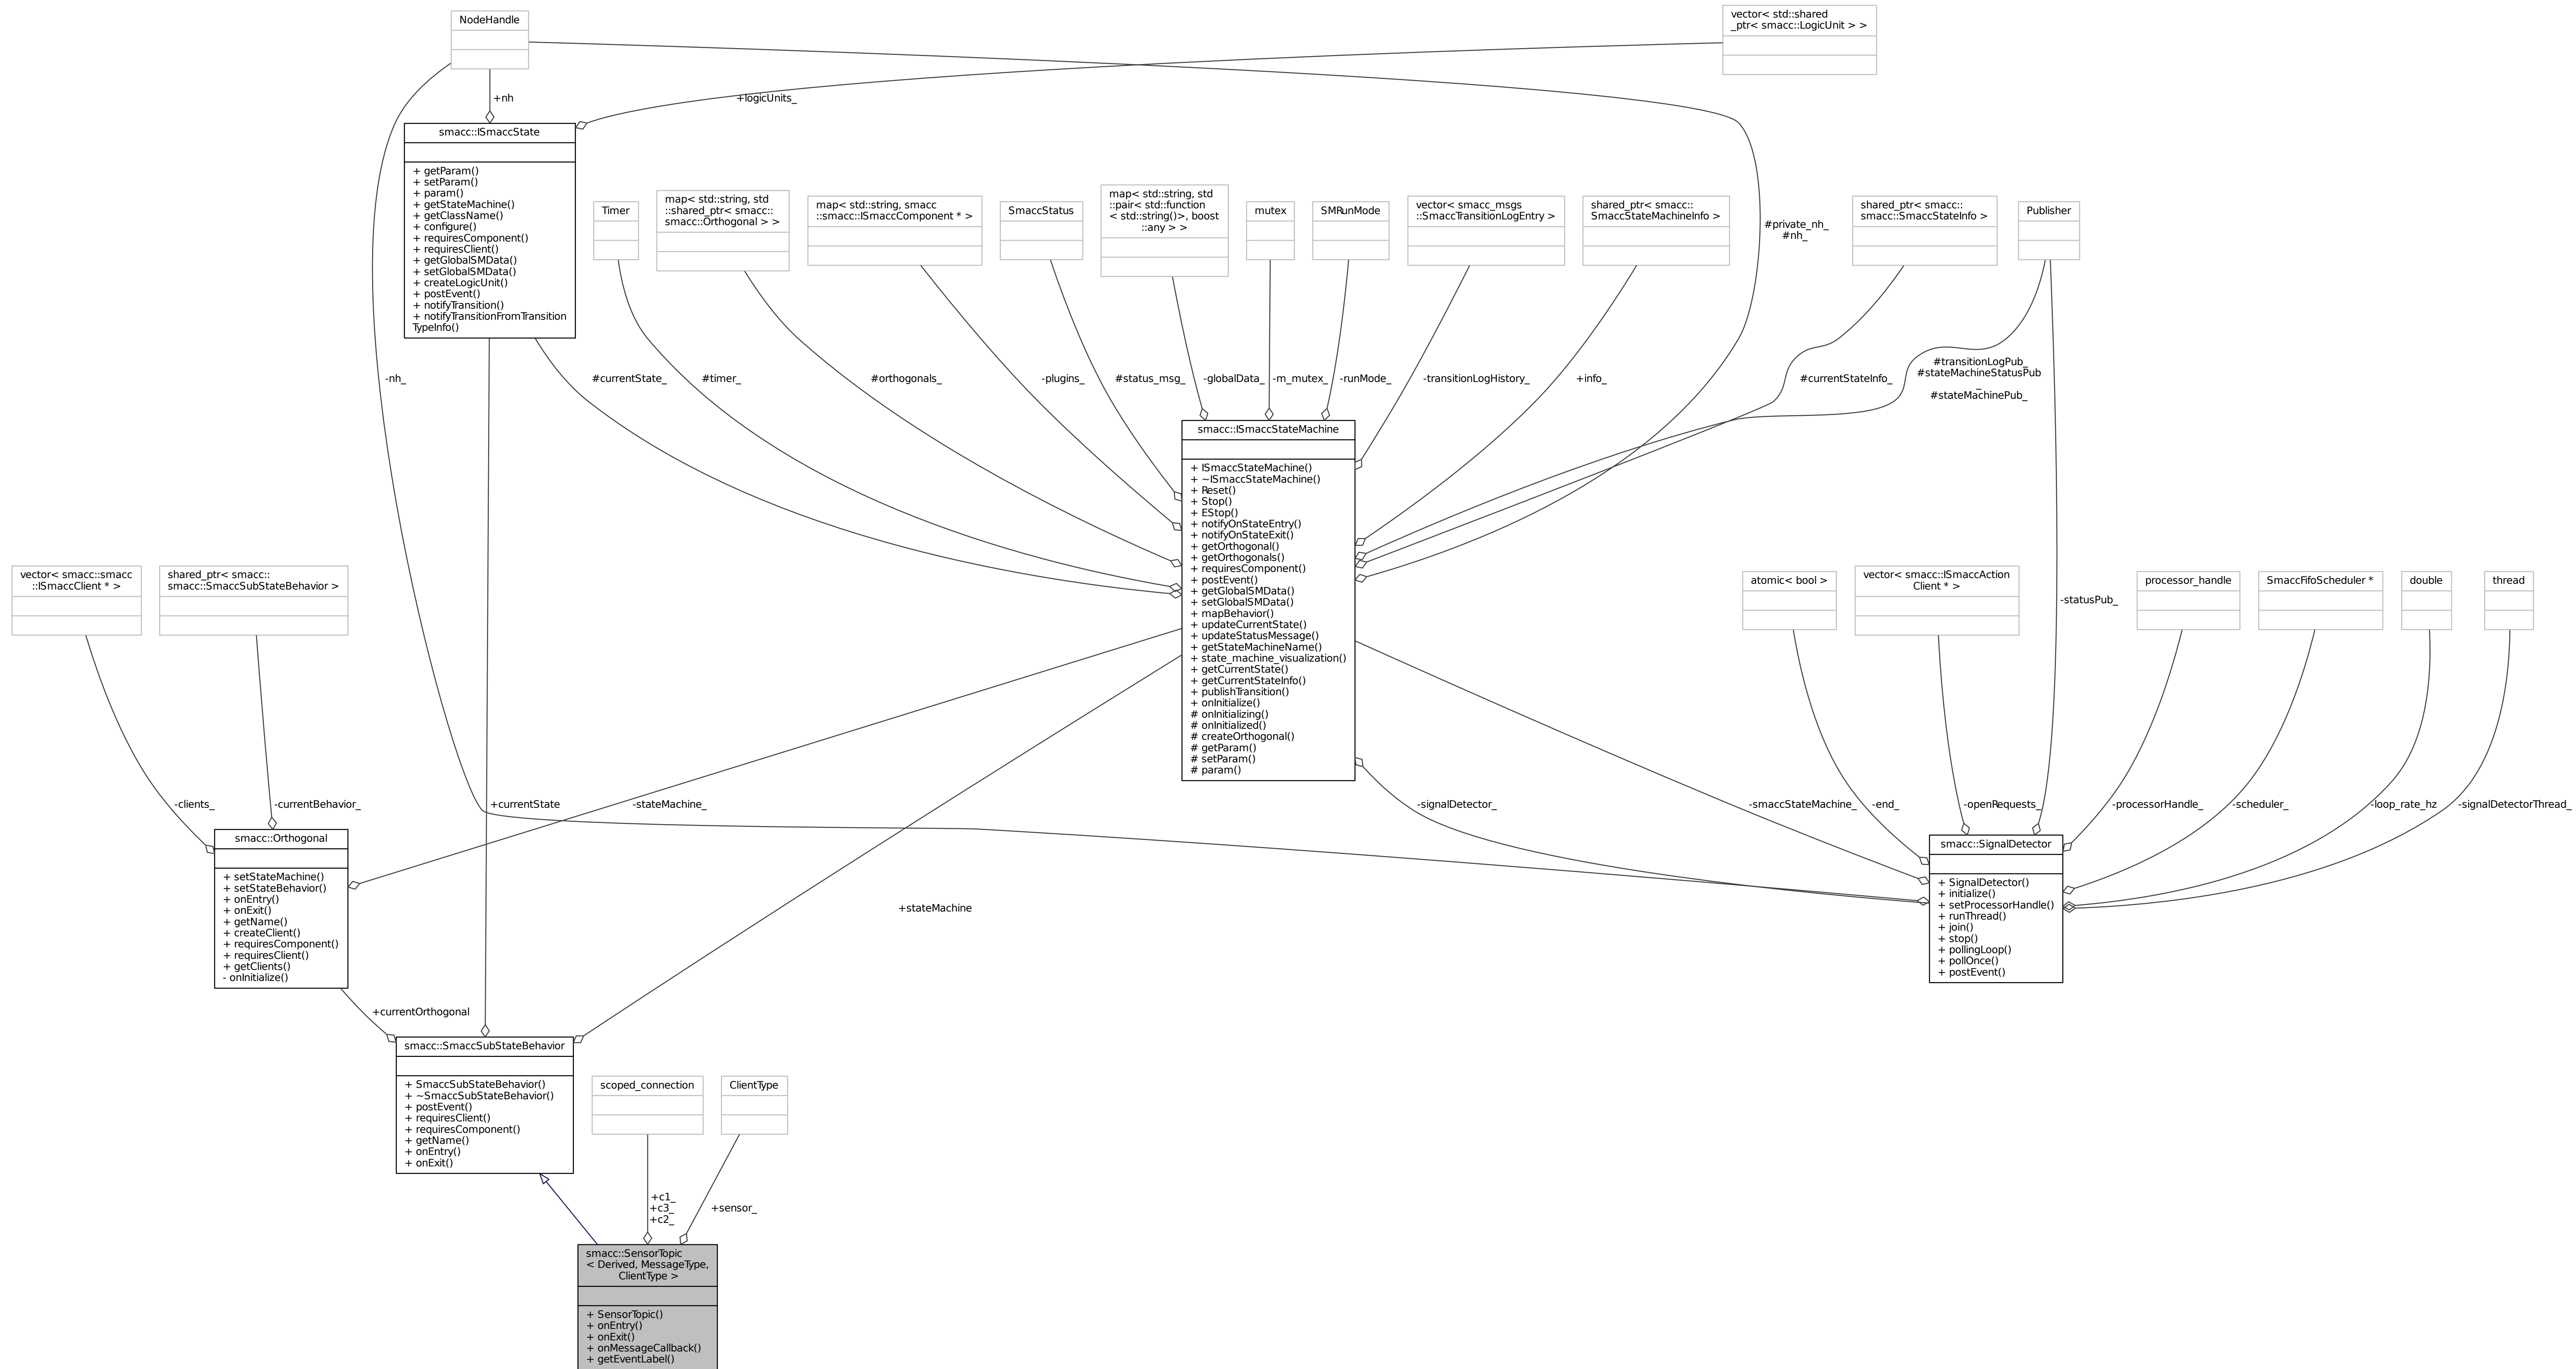 NodeHandle
vector< std::shared
_ptr< smacc::LogicUnit > >
+nh
+logicUnits_
smacc::ISmaccState
+ getParam()
+ setParam()
+ param()
+ getStateMachine()
+ getClassName()
+ configure()
+ requiresComponent()
+ requiresClient()
+ getGlobalSMData()
+ setGlobalSMData()
+ createLogicUnit()
+ postEvent()
+ notifyTransition()
+ notifyTransitionFromTransition
TypeInfo()
Timer
map< std::string, std
::shared_ptr< smacc::
smacc::Orthogonal > >
map< std::string, smacc
::smacc::ISmaccComponent * >
SmaccStatus
map< std::string, std
::pair< std::function
< std::string()>, boost
::any > >
mutex
SMRunMode
vector< smacc_msgs
::SmaccTransitionLogEntry >
shared_ptr< smacc::
SmaccStateMachineInfo >
#private_nh_
#nh_
shared_ptr< smacc::
smacc::SmaccStateInfo >
Publisher
-nh_
#currentState_
#timer_
#orthogonals_
-plugins_
#status_msg_
-globalData_
-m_mutex_
-runMode_
-transitionLogHistory_
+info_
#currentStateInfo_
#transitionLogPub_
#stateMachineStatusPub
_
#stateMachinePub_
smacc::ISmaccStateMachine
+ ISmaccStateMachine()
+ ~ISmaccStateMachine()
+ Reset()
+ Stop()
+ EStop()
+ notifyOnStateEntry()
+ notifyOnStateExit()
+ getOrthogonal()
+ getOrthogonals()
+ requiresComponent()
+ postEvent()
+ getGlobalSMData()
+ setGlobalSMData()
+ mapBehavior()
+ updateCurrentState()
+ updateStatusMessage()
+ getStateMachineName()
+ state_machine_visualization()
+ getCurrentState()
+ getCurrentStateInfo()
+ publishTransition()
+ onInitialize()
# onInitializing()
# onInitialized()
# createOrthogonal()
# getParam()
# setParam()
# param()
vector< smacc::smacc
::ISmaccClient * >
shared_ptr< smacc::
smacc::SmaccSubStateBehavior >
atomic< bool >
vector< smacc::ISmaccAction
Client * >
-statusPub_
processor_handle
SmaccFifoScheduler *
double
thread
-clients_
-currentBehavior_
+currentState
-stateMachine_
-signalDetector_
-smaccStateMachine_
-end_
-openRequests_
-processorHandle_
-scheduler_
-loop_rate_hz
-signalDetectorThread_
smacc::Orthogonal
+ setStateMachine()
+ setStateBehavior()
+ onEntry()
+ onExit()
+ getName()
+ createClient()
+ requiresComponent()
+ requiresClient()
+ getClients()
- onInitialize()
smacc::SignalDetector
+ SignalDetector()
+ initialize()
+ setProcessorHandle()
+ runThread()
+ join()
+ stop()
+ pollingLoop()
+ pollOnce()
+ postEvent()
+stateMachine
+currentOrthogonal
smacc::SmaccSubStateBehavior
+ SmaccSubStateBehavior()
+ ~SmaccSubStateBehavior()
+ postEvent()
+ requiresClient()
+ requiresComponent()
+ getName()
+ onEntry()
+ onExit()
scoped_connection
ClientType
+c1_
+c3_
+c2_
+sensor_
smacc::SensorTopic
< Derived, MessageType,
ClientType >
+ SensorTopic()
+ onEntry()
+ onExit()
+ onMessageCallback()
+ getEventLabel()